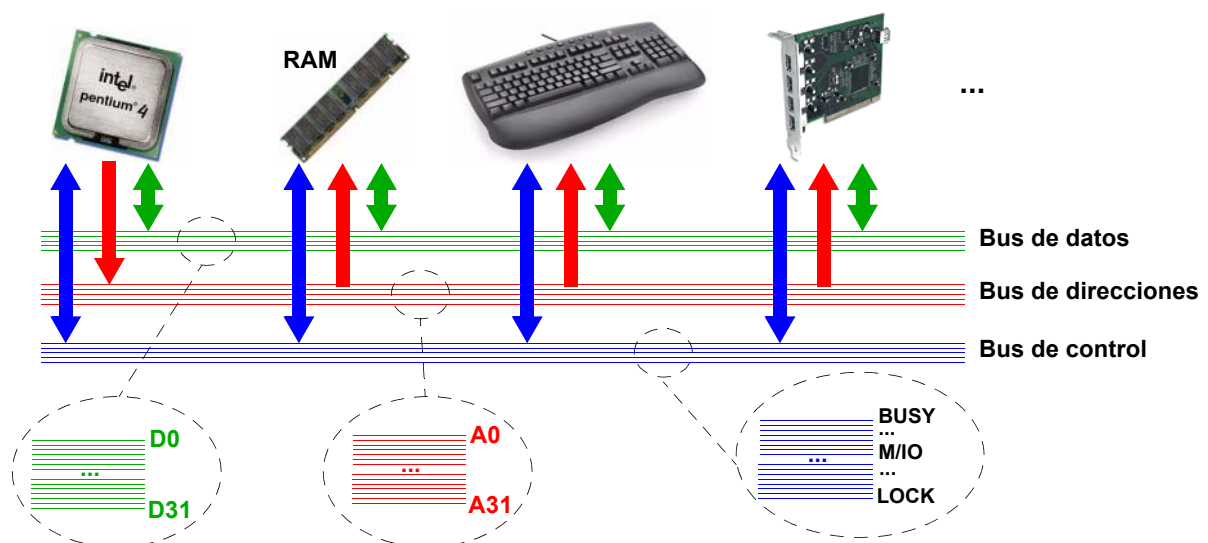 intel.
pentium® 4
RAM
...
Bus de datos
Bus de direcciones
Bus de control
D0
...
D31
A0
...
A31
BUSY
...
M/IO
...
...
LOCK